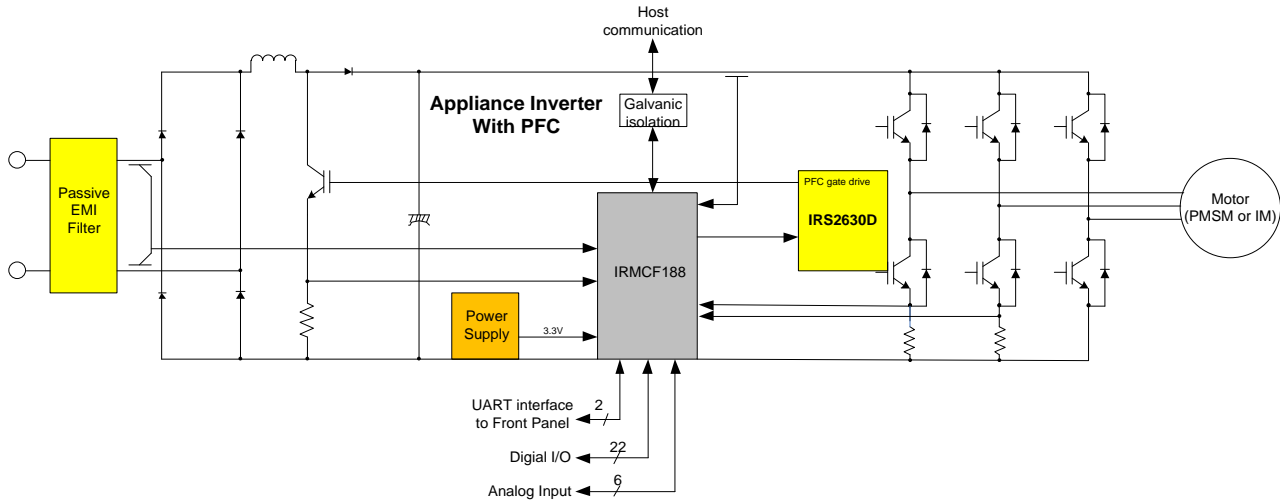 Host
communication
Appliance Inverter
With PFC
Galvanic
isolation
Passive
EMI
Filter
PFC gate drive
IRS2630D
Motor
(PMSM or IM)
IRMCF188
Power
Supply
3.3V
UART interface
to Front Panel
2
Digial I/O
22
Analog Input
6